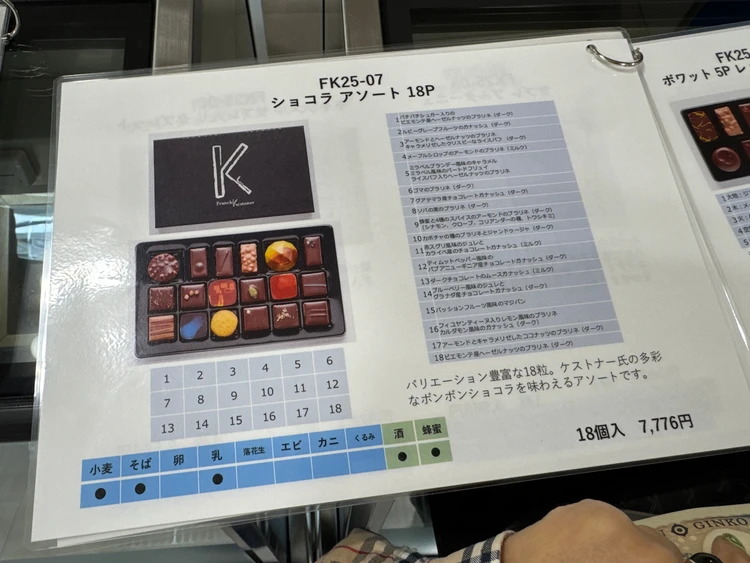 FK25-07
ショコラ アソート 18P
K
Franck Kestener
1 パチパチシュガー入りの
ピエモンテ産ヘーゼルナッツのプラリネ（ダーク）
2 ルビーグレープフルーツのガナッシュ（ダーク）
3 アーモンドとヘーゼルナッツのプラリネ
キャラメリゼしたクリスピーなライスパフ（ダーク）
4 メープルシロップのアーモンドのプラリネ（ミルク）
5 ミラベルブランデー風味のキャラメル
ミラベル風味のパートドフリュイ
ライスパフ入りヘーゼルナッツのプラリネ
6 ゴマのプラリネ（ダーク）
7 グアテマラ産チョコレートガナッシュ（ダーク）
8 リバの実のプラリネ（ダーク）
9 蜂蜜と4種のスパイスのアーモンドのプラリネ（ダーク）
（シナモン、クローブ、コリアンダーの種、トウシキミ）
10 カボチャの種のプラリネとジャンドゥージャ（ダーク）
11 赤スグリ風味のジュレと
カライベ産のチョコレートガナッシュ（ミルク）
12 ティムットペッパー風味の
パプアニューギニア産チョコレートガナッシュ（ダーク）
13 ダークチョコレートのムースガナッシュ（ミルク）
14 ブルーベリー風味のジュレと
グラナダ産チョコレートガナッシュ（ダーク）
15 パッションフルーツ風味のマジパン
16 フィユヤンティーヌ入りレモン風味のプラリネ
カルダモン風味のガナッシュ（ダーク）
17 アーモンドとキャラメリゼしたココナッツのプラリネ（ダーク）
18 ピエモンテ産ヘーゼルナッツのプラリネ（ダーク）
1 2 3 4 5 6
7 8 9 10 11 12
13 14 15 16 17 18
バリエーション豊富な18粒。ケストナー氏の多彩
なボンボンショコラを味わえるアソートです。
18個入 7,776円
小麦 そば 卵 乳 落花生 エビ カニ くるみ 酒 蜂蜜
● ● ● ● ●
FK25
ポワット 5P レ
GINKO